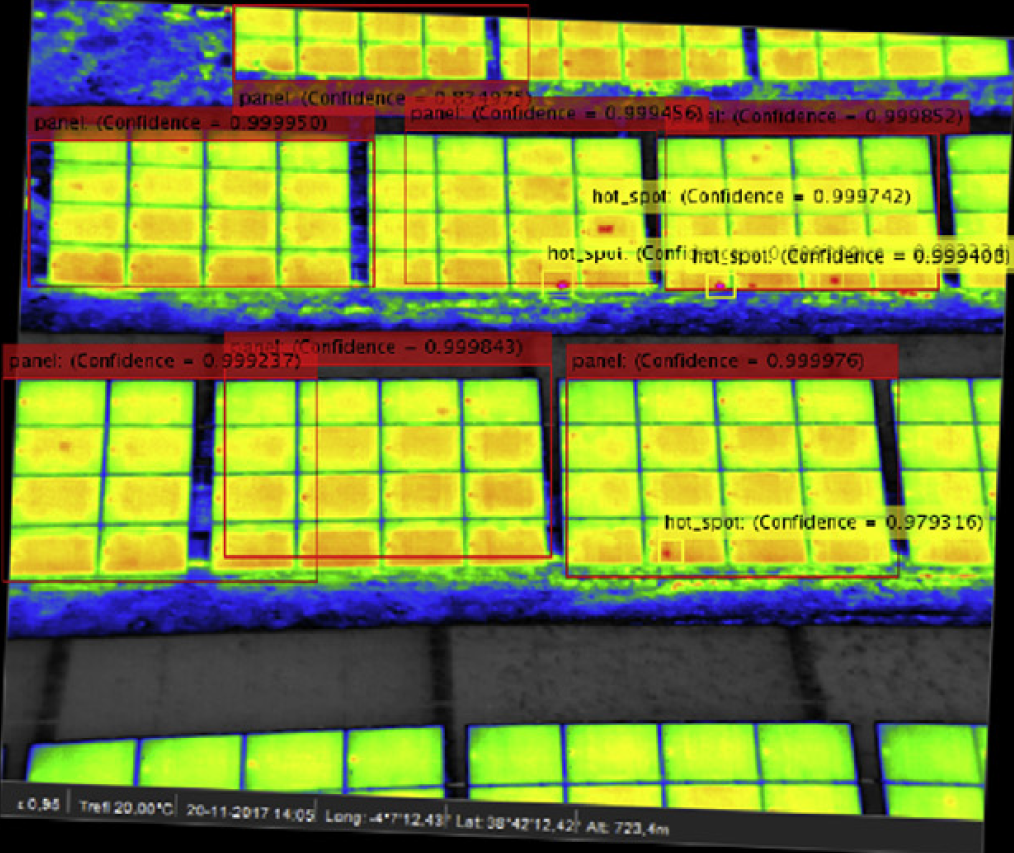 panel: (Confidence = 0.834975)
panel: (Confidence = 0.999456)
el: (Confidence = 0.999852)
panel: (Confidence = 0.999950)
hot_spot: (Confidence = 0.999742)
hot_spot: (Confi
hot_spot: (Confidence = 0.999408)
panel: (Confidence = 0.999843)
panel: (Confidence = 0.999237)
panel: (Confidence = 0.999976)
hot_spot: (Confidence = 0.979316)
ε 0,95 Trefl 20,00°C 20-11-2017 14:05 Long: -4°7'12,43" Lat: 38°42'12,42" Alt: 723,4m